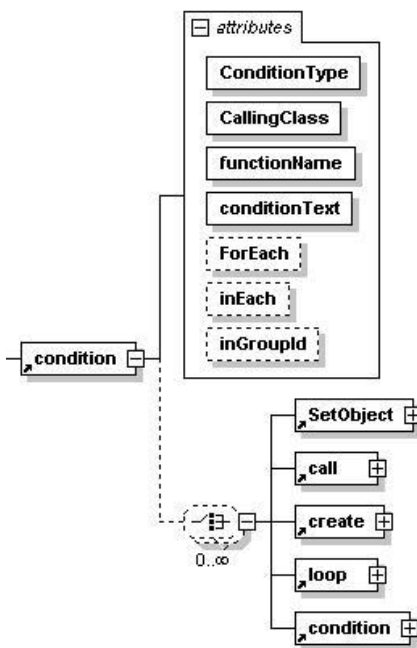 attributes
ConditionType
CallingClass
functionName
conditionText
ForEach
inEach
inGroupId
condition
SetObject
call
create
0..∞
loop
condition